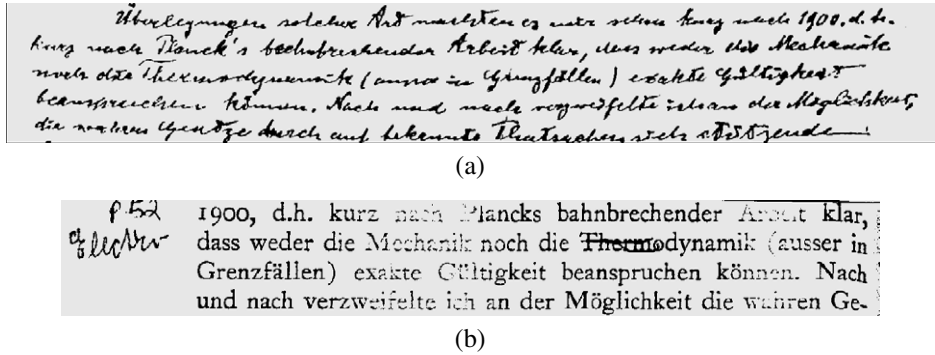 Überlegungen solcher Art machten es mir schon kurz nach 1900. d. h.
kurz nach Planck's bahnbrechender Arbeit klar, dass weder die Mechanik
noch die Thermodynamik (ausser in Grenzfällen) exakte Gültigkeit
beanspruchen können. Nach und nach verzweifelte ich an der Möglichkeit,
die wahren Gesetze durch auf bekannte Thatsachen sich stützende
(a)
p 52
Electro
1900, d.h. kurz nach Plancks bahnbrechender Arbeit klar,
dass weder die Mechanik noch die Thermodynamik (ausser in
Grenzfällen) exakte Gültigkeit beanspruchen können. Nach
und nach verzweifelte ich an der Möglichkeit die wahren Ge-
(b)